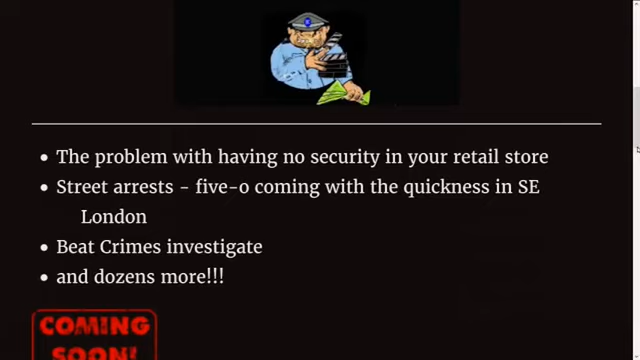 The problem with having no security in your retail store
Street arrests - five-o coming with the quickness in SE
London
Beat Crimes investigate
and dozens more!!!
COMING
SOON!